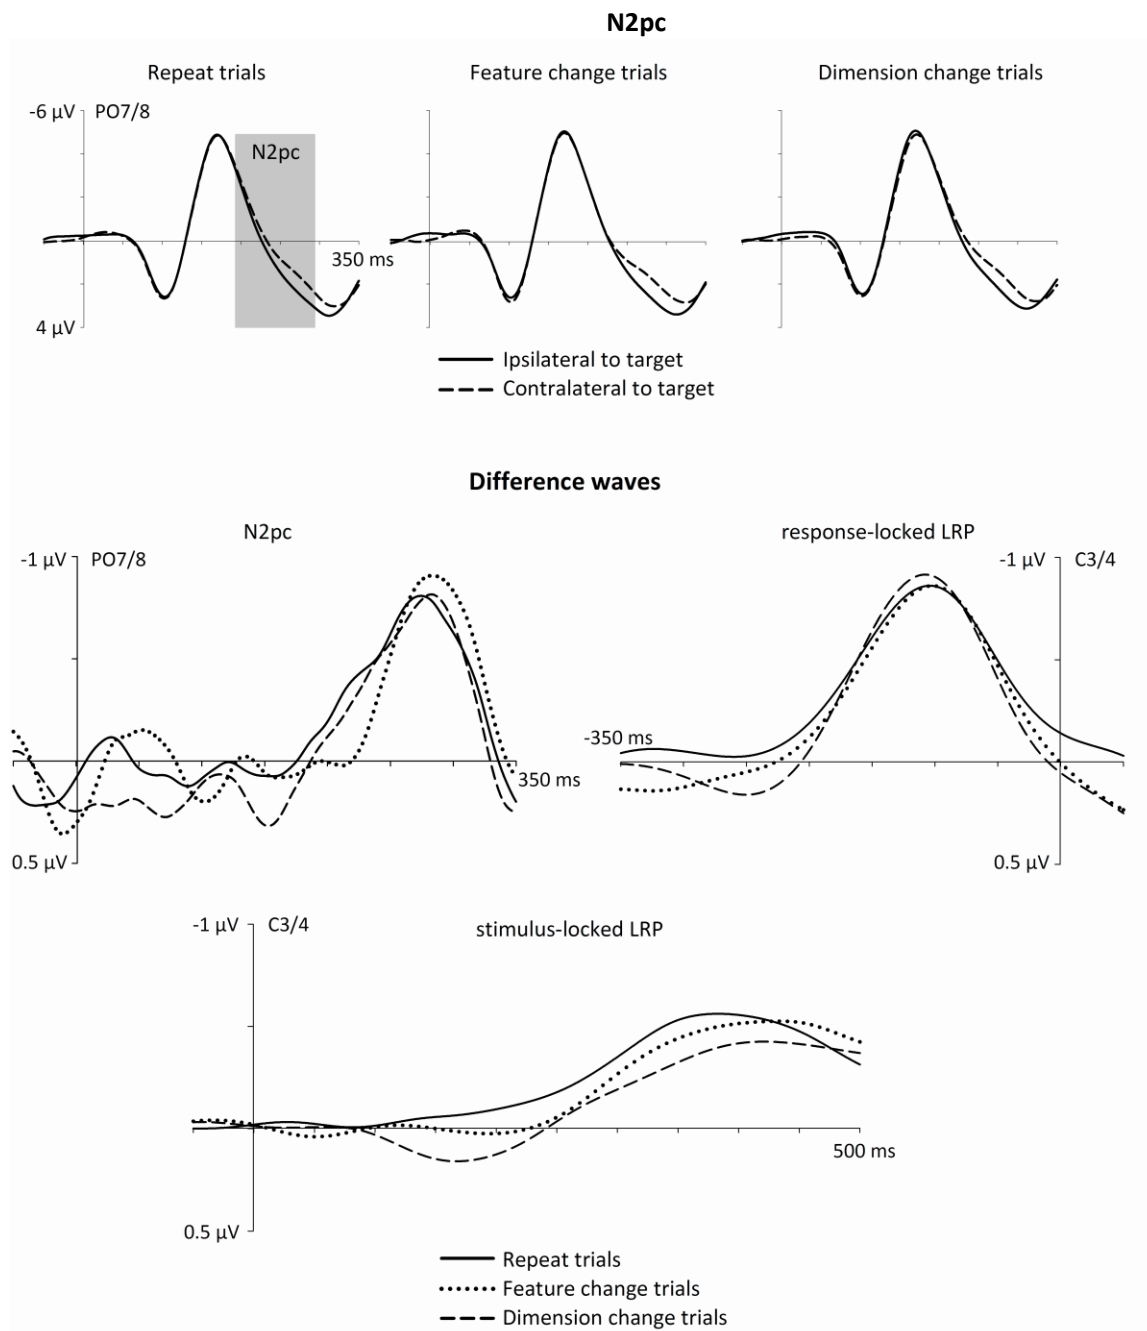 N2pc
Repeat trials
Feature change trials
Dimension change trials
-6 µV
PO7/8
N2pc
350 ms
4 µV
Ipsilateral to target
Contralateral to target
Difference waves
N2pc
response-locked LRP
-1 µV
PO7/8
-1 µV
C3/4
-350 ms
350 ms
0.5 µV
0.5 µV
-1 µV
C3/4
stimulus-locked LRP
500 ms
0.5 µV
Repeat trials
Feature change trials
Dimension change trials